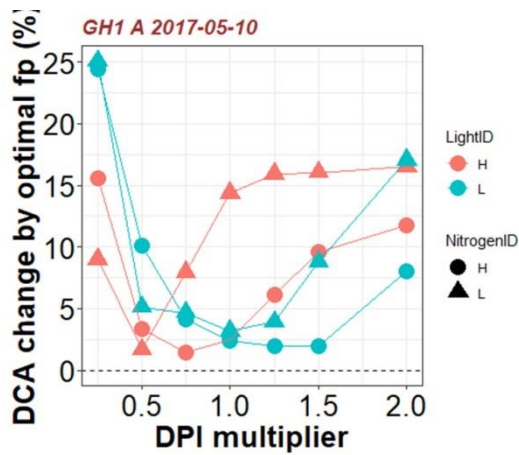 GH1 A 2017-05-10
DCA change by optimal fp (%)
25
20
15
10
5
0
0.5 1.0 1.5 2.0
DPI multiplier
LightID
H
L
NitrogenID
H
L